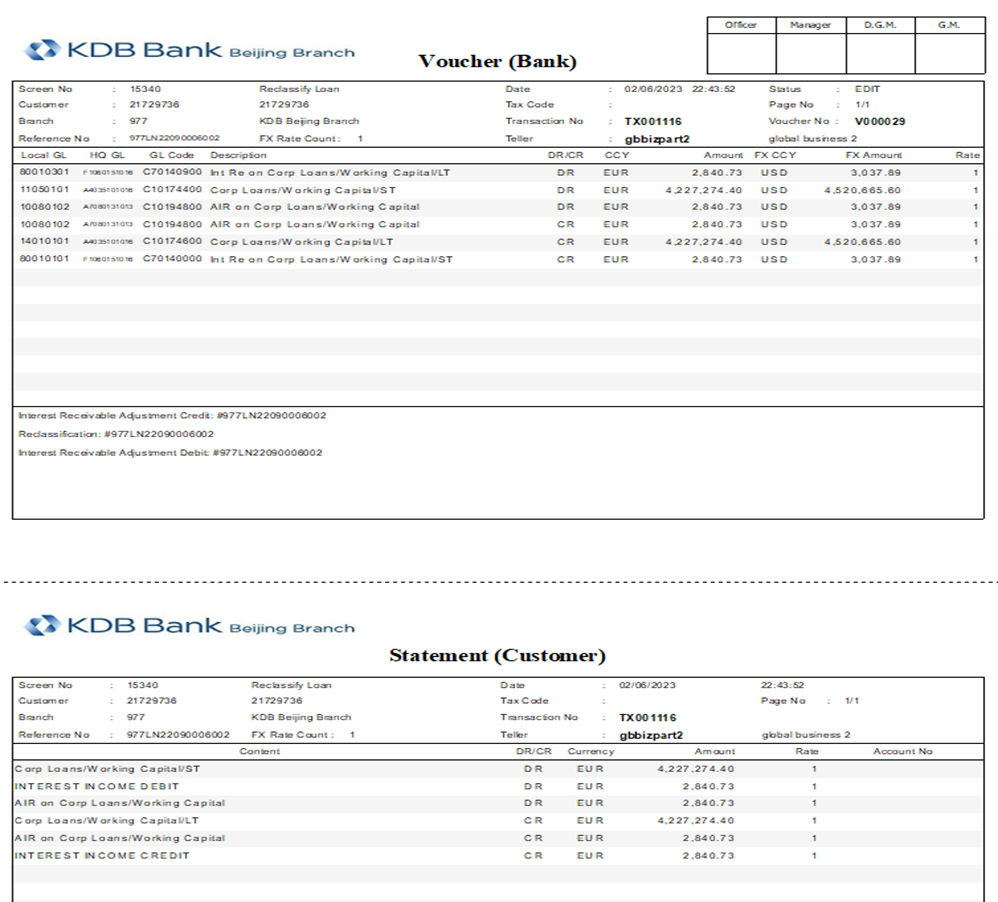 Officer Manager D.G.M. G.M.
KDB Bank Beijing Branch
Voucher (Bank)
Screen No : 15340 Reclassify Loan Date : 02/06/2023 22:43:52 Status : EDIT
Customer : 21729736 21729736 Tax Code : Page No : 1/1
Branch : 977 KDB Beijing Branch Transaction No : TX001116 Voucher No : V000029
Reference No : 977LN22090006002 FX Rate Count : 1 Teller : gbbizpart2 global business 2
Local GL HQ GL GL Code Description DR/CR CCY Amount FX CCY FX Amount Rate
80010301 F1060151016 C70140900 Int Re on Corp Loans/Working Capital/LT DR EUR 2,840.73 USD 3,037.89 1
11050101 A4035101016 C10174400 Corp Loans/Working Capital/ST DR EUR 4,227,274.40 USD 4,520,665.60 1
10080102 A7080131013 C10194800 AIR on Corp Loans/Working Capital DR EUR 2,840.73 USD 3,037.89 1
10080102 A7080131013 C10194800 AIR on Corp Loans/Working Capital CR EUR 2,840.73 USD 3,037.89 1
14010101 A4035101016 C10174600 Corp Loans/Working Capital/LT CR EUR 4,227,274.40 USD 4,520,665.60 1
80010101 F1060151016 C70140000 Int Re on Corp Loans/Working Capital/ST CR EUR 2,840.73 USD 3,037.89 1
Interest Receivable Adjustment Credit: #977LN22090006002
Reclassification: #977LN22090006002
Interest Receivable Adjustment Debit: #977LN22090006002
KDB Bank Beijing Branch
Statement (Customer)
Screen No : 15340 Reclassify Loan Date : 02/06/2023 22:43:52
Customer : 21729736 21729736 Tax Code : Page No : 1/1
Branch : 977 KDB Beijing Branch Transaction No : TX001116
Reference No : 977LN22090006002 FX Rate Count : 1 Teller : gbbizpart2 global business 2
Content DR/CR Currency Amount Rate Account No
Corp Loans/Working Capital/ST DR EUR 4,227,274.40 1
INTEREST INCOME DEBIT DR EUR 2,840.73 1
AIR on Corp Loans/Working Capital DR EUR 2,840.73 1
Corp Loans/Working Capital/LT CR EUR 4,227,274.40 1
AIR on Corp Loans/Working Capital CR EUR 2,840.73 1
INTEREST INCOME CREDIT CR EUR 2,840.73 1